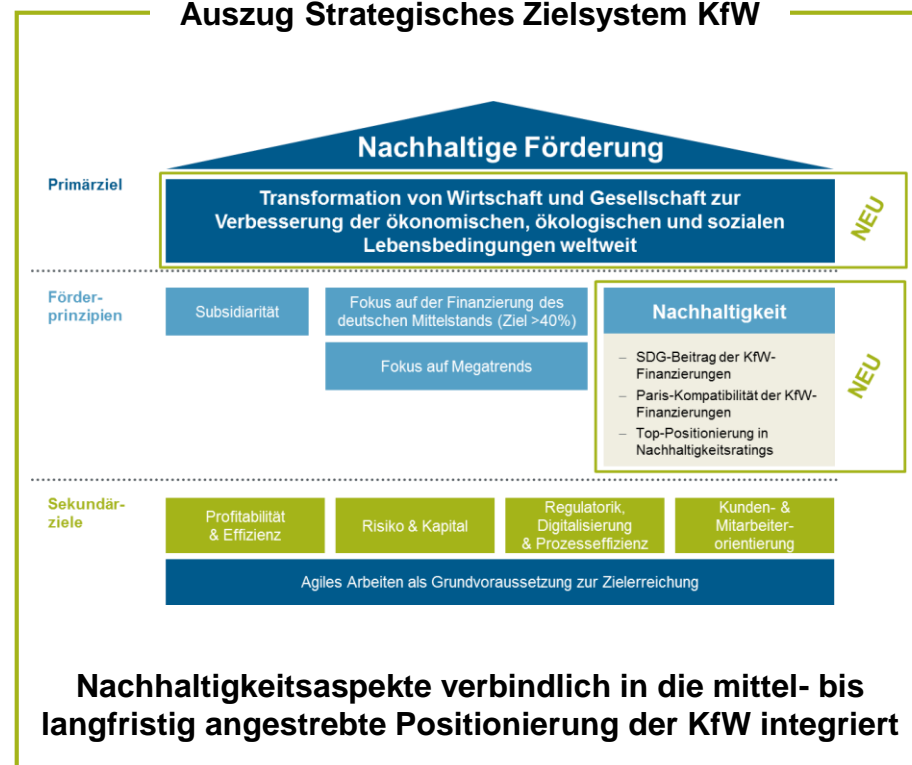 Auszug Strategisches Zielsystem KfW
Nachhaltige Förderung
Primärziel
Transformation von Wirtschaft und Gesellschaft zur
Verbesserung der ökonomischen, ökologischen und sozialen
Lebensbedingungen weltweit
NEU
Förder-
prinzipien
Subsidiarität
Fokus auf der Finanzierung des
deutschen Mittelstands (Ziel >40%)
Fokus auf Megatrends
Nachhaltigkeit
– SDG-Beitrag der KfW-
Finanzierungen
– Paris-Kompatibilität der KfW-
Finanzierungen
– Top-Positionierung in
Nachhaltigkeitsratings
NEU
Sekundär-
ziele
Profitabilität
& Effizienz
Risiko & Kapital
Regulatorik,
Digitalisierung
& Prozesseffizienz
Kunden- &
Mitarbeiter-
orientierung
Agiles Arbeiten als Grundvoraussetzung zur Zielerreichung
Nachhaltigkeitsaspekte verbindlich in die mittel- bis
langfristig angestrebte Positionierung der KfW integriert